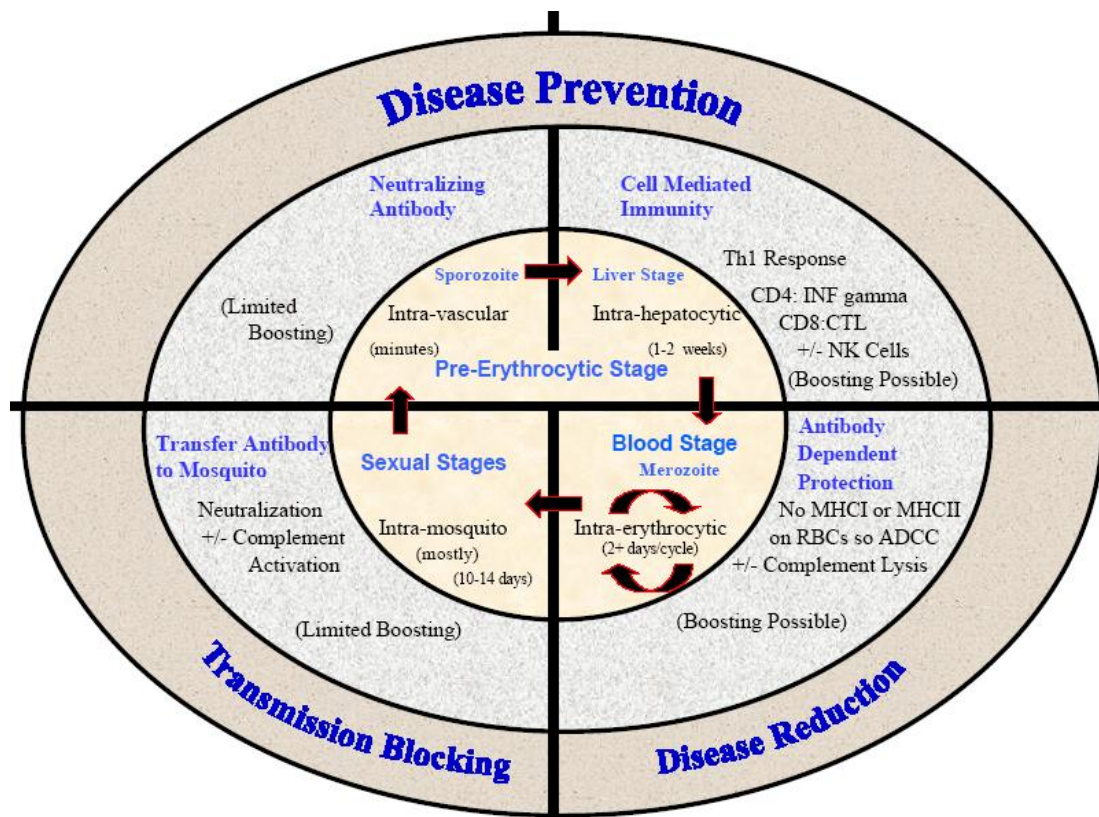 Disease Prevention
Neutralizing
Antibody
(Limited
Boosting)
Cell Mediated
Immunity
Th1 Response
CD4: INF gamma
CD8:CTL
+/- NK Cells
(Boosting Possible)
Sporozoite
Intra-vascular
(minutes)
Liver Stage
Intra-hepatocytic
(1-2 weeks)
Pre-Erythrocytic Stage
Transfer Antibody
to Mosquito
Neutralization
+/- Complement
Activation
(Limited Boosting)
Sexual Stages
Intra-mosquito
(mostly)
(10-14 days)
Blood Stage
Merozoite
Intra-erythrocytic
(2+ days/cycle)
Antibody
Dependent
Protection
No MHCI or MHCII
on RBCs so ADCC
+/- Complement Lysis
(Boosting Possible)
Transmission Blocking
Disease Reduction